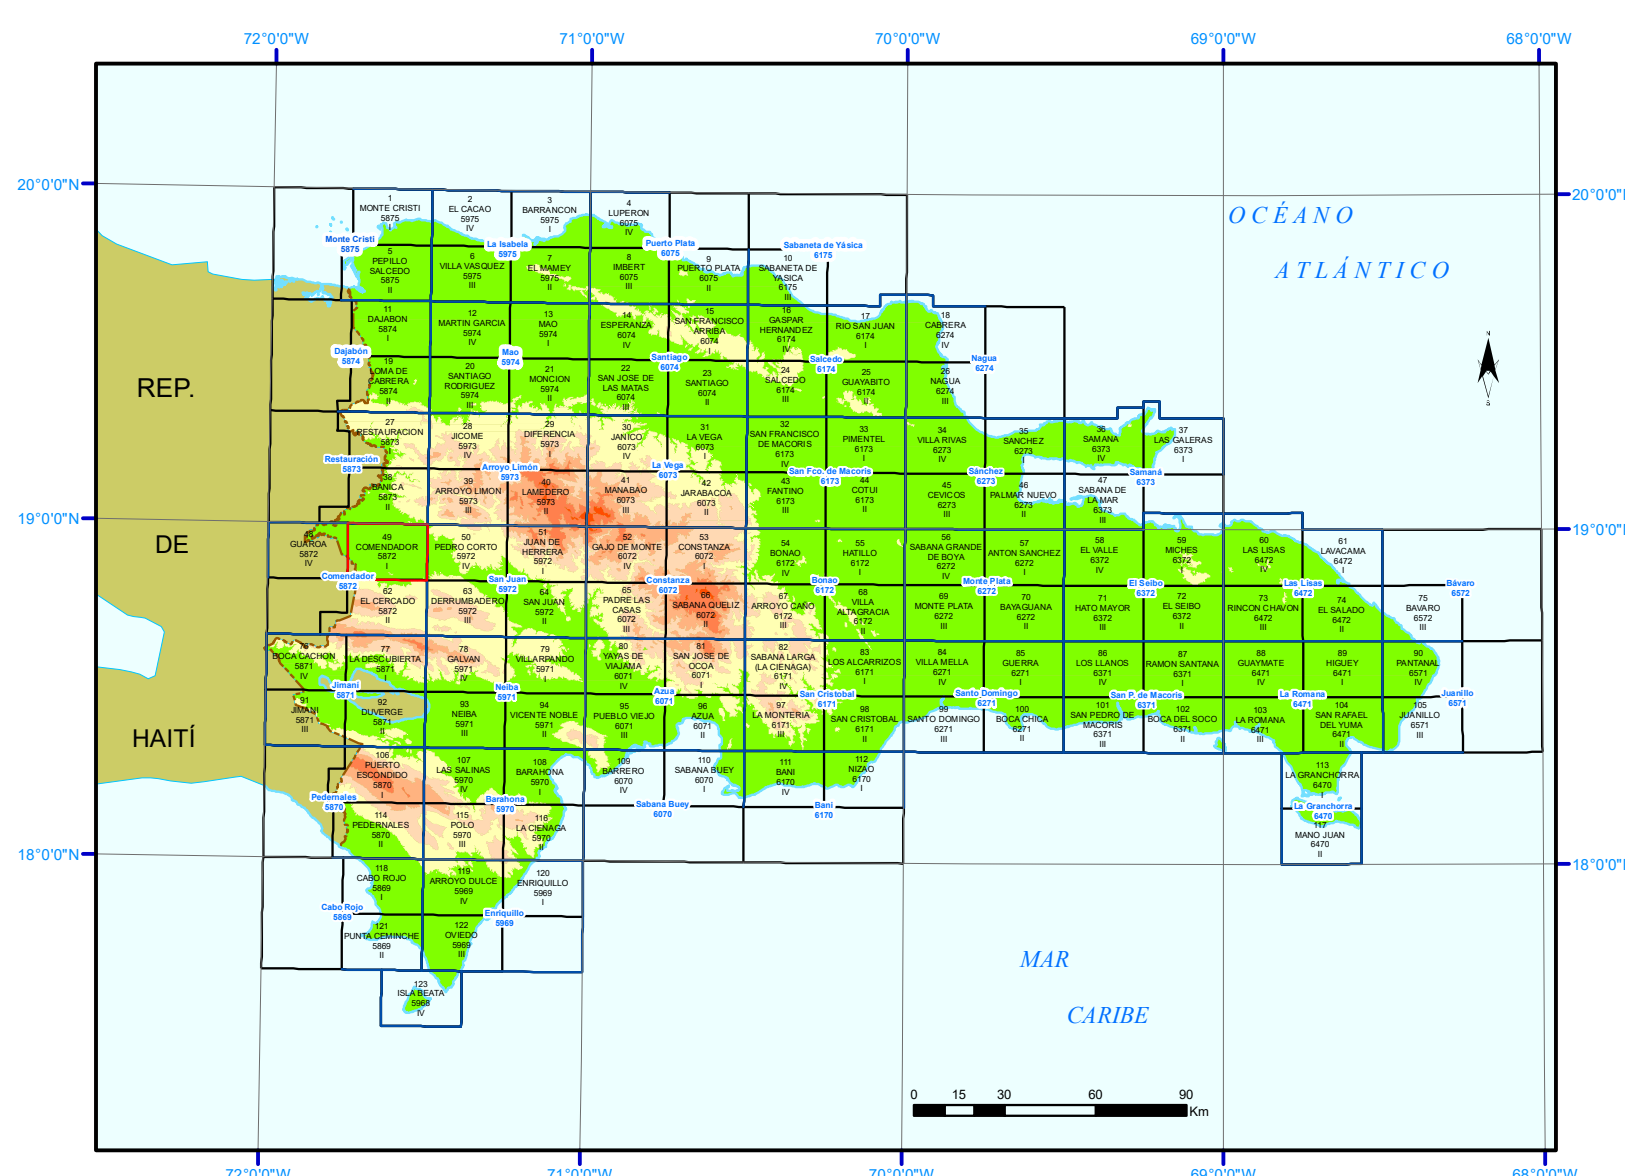 72°0'0"W 71°0'0"W 70°0'0"W 69°0'0"W 68°0'0"W
20°0'0"N
20°0'0"
OCÉANO
ATLÁNTICO
N
S
1
MONTE CRISTI
5875
I
2
EL CACAO
5975
IV
3
BARRANCON
5975
I
4
LUPERON
6075
IV
Monte Cristi
5875
La Isabela
5975
Puerto Plata
6075
Sabaneta de Yásica
6175
5
PEPILLO
SALCEDO
5875
II
6
VILLA VASQUEZ
5975
III
7
EL MAMEY
5975
II
8
IMBERT
6075
III
9
PUERTO PLATA
6075
II
10
SABANETA DE
YASICA
6175
III
11
DAJABON
5874
I
12
MARTIN GARCIA
5974
IV
13
MAO
5974
I
14
ESPERANZA
6074
IV
15
SAN FRANCISCO
ARRIBA
6074
I
16
GASPAR
HERNANDEZ
6174
IV
17
RIO SAN JUAN
6174
I
18
CABRERA
6274
IV
Dajabón
5874
Mao
5974
Santiago
6074
Salcedo
6174
Nagua
6274
REP.
19
LOMA DE
CABRERA
5874
II
20
SANTIAGO
RODRIGUEZ
5974
III
21
MONCION
5974
II
22
SAN JOSE DE
LAS MATAS
6074
III
23
SANTIAGO
6074
II
24
SALCEDO
6174
III
25
GUAYABITO
6174
II
26
NAGUA
6274
III
27
RESTAURACION
5873
I
28
JICOME
5973
IV
29
DIFERENCIA
5973
I
30
JANICO
6073
IV
31
LA VEGA
6073
I
32
SAN FRANCISCO
DE MACORIS
6173
IV
33
PIMENTEL
6173
I
34
VILLA RIVAS
6273
IV
35
SANCHEZ
6273
I
36
SAMANA
6373
IV
37
LAS GALERAS
6373
I
Restauración
5873
Arroyo Limón
5973
La Vega
6073
San Fco. de Macoris
6173
Sánchez
6273
Samaná
6373
38
BANICA
5873
II
39
ARROYO LIMON
5973
III
40
LAMEDERO
5973
II
41
MANABAO
6073
III
42
JARABACOA
6073
II
43
FANTINO
6173
III
44
COTUI
6173
II
45
CEVICOS
6273
III
46
PALMAR NUEVO
6273
II
47
SABANA DE
LA MAR
6373
III
19°0'0"N
19°0'0"
DE
48
GUAROA
5872
IV
49
COMENDADOR
5872
I
50
PEDRO CORTO
5972
IV
51
JUAN DE
HERRERA
5972
I
52
GAJO DE MONTE
6072
IV
53
CONSTANZA
6072
I
54
BONAO
6172
IV
55
HATILLO
6172
I
56
SABANA GRANDE
DE BOYA
6272
IV
57
ANTON SANCHEZ
6272
I
58
EL VALLE
6372
IV
59
MICHES
6372
I
60
LAS LISAS
6472
IV
61
LAVACAMA
6472
I
Comendador
5872
San Juan
5972
Constanza
6072
Bonao
6172
Monte Plata
6272
El Seibo
6372
Las Lisas
6472
Bávaro
6572
62
EL CERCADO
5872
II
63
DERRUMBADERO
5972
III
64
SAN JUAN
5972
II
65
PADRE LAS
CASAS
6072
III
66
SABANA QUELIZ
6072
II
67
ARROYO CAÑO
6172
III
68
VILLA
ALTAGRACIA
6172
II
69
MONTE PLATA
6272
III
70
BAYAGUANA
6272
II
71
HATO MAYOR
6372
III
72
EL SEIBO
6372
II
73
RINCON CHAVON
6472
III
74
EL SALADO
6472
II
75
BAVARO
6572
III
76
BOCA CACHON
5871
IV
77
LA DESCUBIERTA
5871
I
78
GALVAN
5971
IV
79
VILLARPANDO
5971
I
80
YAYAS DE
VIAJAMA
6071
IV
81
SAN JOSE DE
OCOA
6071
I
82
SABANA LARGA
(LA CIENAGA)
6171
IV
83
LOS ALCARRIZOS
6171
I
84
VILLA MELLA
6271
IV
85
GUERRA
6271
I
86
LOS LLANOS
6371
IV
87
RAMON SANTANA
6371
I
88
GUAYMATE
6471
IV
89
HIGUEY
6471
I
90
PANTANAL
6571
IV
Jimaní
5871
Neiba
5971
Azua
6071
San Cristobal
6171
Santo Domingo
6271
San P. de Macoris
6371
La Romana
6471
Juanillo
6571
HAITÍ
91
JIMANI
5871
III
92
DUVERGE
5871
II
93
NEIBA
5971
III
94
VICENTE NOBLE
5971
II
95
PUEBLO VIEJO
6071
III
96
AZUA
6071
II
97
LA MONTERIA
6171
III
98
SAN CRISTOBAL
6171
II
99
SANTO DOMINGO
6271
III
100
BOCA CHICA
6271
II
101
SAN PEDRO DE
MACORIS
6371
III
102
BOCA DEL SOCO
6371
II
103
LA ROMANA
6471
III
104
SAN RAFAEL
DEL YUMA
6471
II
105
JUANILLO
6571
III
106
PUERTO
ESCONDIDO
5870
I
107
LAS SALINAS
5970
IV
108
BARAHONA
5970
I
109
BARRERO
6070
IV
110
SABANA BUEY
6070
I
111
BANI
6170
IV
112
NIZAO
6170
I
113
LA GRANCHORRA
6470
I
Pedernales
5870
Barahona
5970
Sabana Buey
6070
Bani
6170
La Granchorra
6470
114
PEDERNALES
5870
II
115
POLO
5970
III
116
LA CIENAGA
5970
II
117
MANO JUAN
6470
II
18°0'0"N
18°0'0"
118
CABO ROJO
5869
I
119
ARROYO DULCE
5969
IV
120
ENRIQUILLO
5969
I
Cabo Rojo
5869
Enriquillo
5969
121
PUNTA CEMINCHE
5869
II
122
OVIEDO
5969
III
123
ISLA BEATA
5968
IV
MAR
CARIBE
0 15 30 60 90
Km
72°0'0"W 71°0'0"W 70°0'0"W 69°0'0"W 68°0'0"W